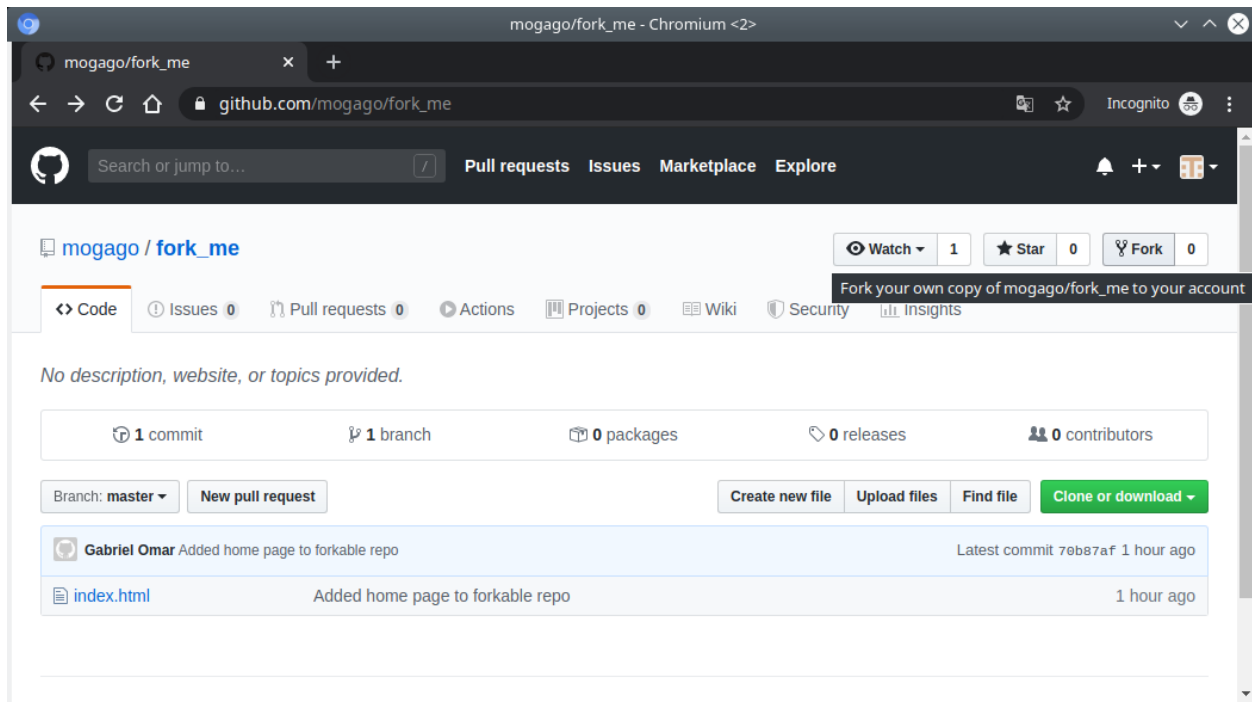 mogago/fork_me - Chromium <2>
mogago/fork_me
github.com/mogago/fork_me
Incognito
Search or jump to...
/
Pull requests Issues Marketplace Explore
mogago / fork_me
Watch 1 Star 0 Fork 0
Fork your own copy of mogago/fork_me to your account
Code Issues 0 Pull requests 0 Actions Projects 0 Wiki Security Insights
No description, website, or topics provided.
1 commit 1 branch 0 packages 0 releases 0 contributors
Branch: master New pull request Create new file Upload files Find file Clone or download
Gabriel Omar Added home page to forkable repo Latest commit 70b87af 1 hour ago
index.html Added home page to forkable repo 1 hour ago